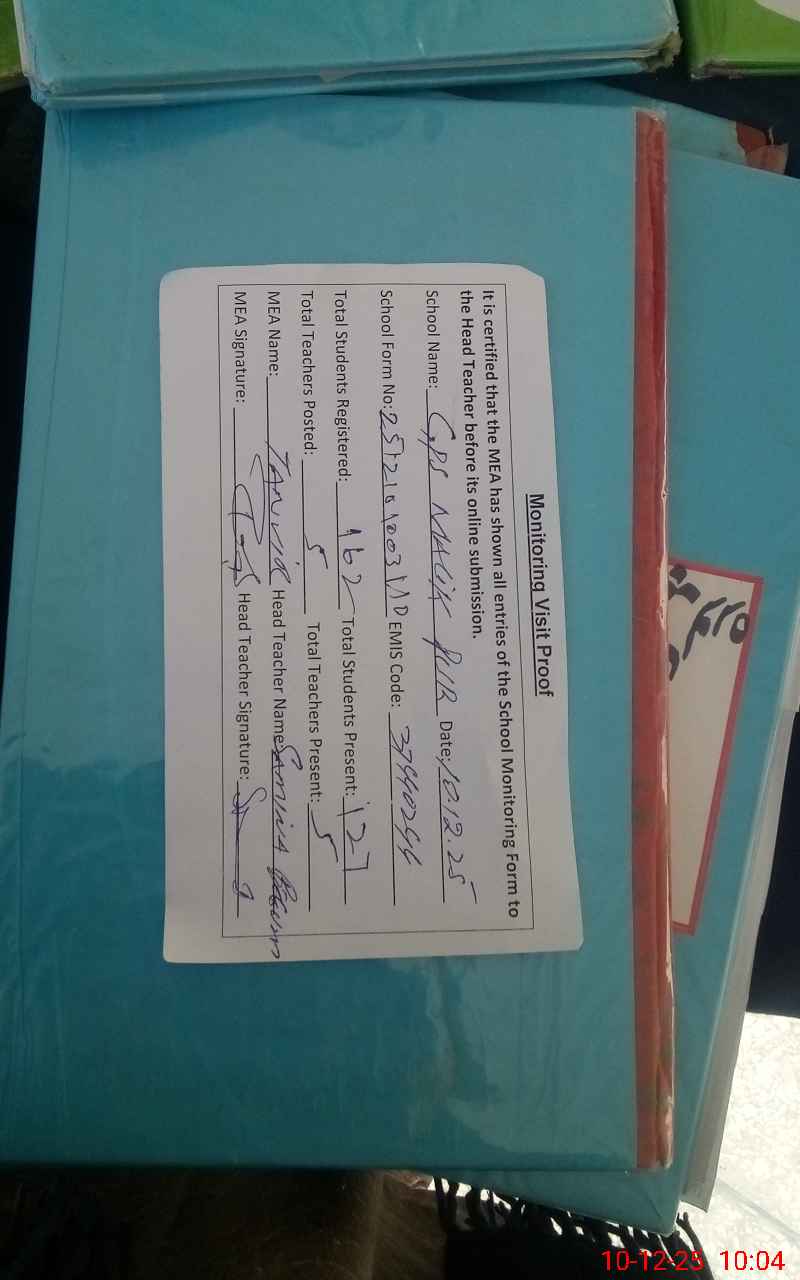 Monitoring Visit Proof
It is certified that the MEA has shown all entries of the School Monitoring Form to
the Head Teacher before its online submission.
School Name: GPS MALIK PUR Date: 10.12.25
School Form No: EMIS Code: 37440244
Total Students Registered: 162 Total Students Present: 127
Total Teachers Posted: 5 Total Teachers Present: 5
MEA Name: TANVIR Head Teacher Name: SAMINA BEGUM
MEA Signature: Head Teacher Signature:
10-12-25 10:04